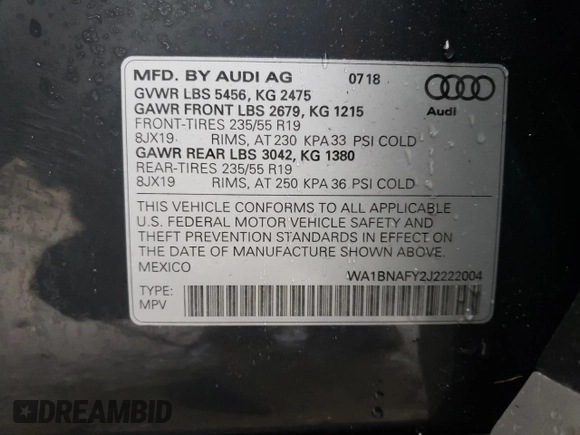 MFD. BY AUDI AG 0718
GVWR LBS 5456, KG 2475
GAWR FRONT LBS 2679, KG 1215
FRONT-TIRES 235/55 R19
8JX19 RIMS, AT 230 KPA 33 PSI COLD
GAWR REAR LBS 3042, KG 1380
REAR-TIRES 235/55 R19
8JX19 RIMS, AT 250 KPA 36 PSI COLD
Audi
THIS VEHICLE CONFORMS TO ALL APPLICABLE
U.S. FEDERAL MOTOR VEHICLE SAFETY AND
THEFT PREVENTION STANDARDS IN EFFECT ON
THE DATE OF MANUFACTURE SHOWN ABOVE.
MEXICO WA1BNAFY2J2222004
TYPE:
MPV
DREAMBID